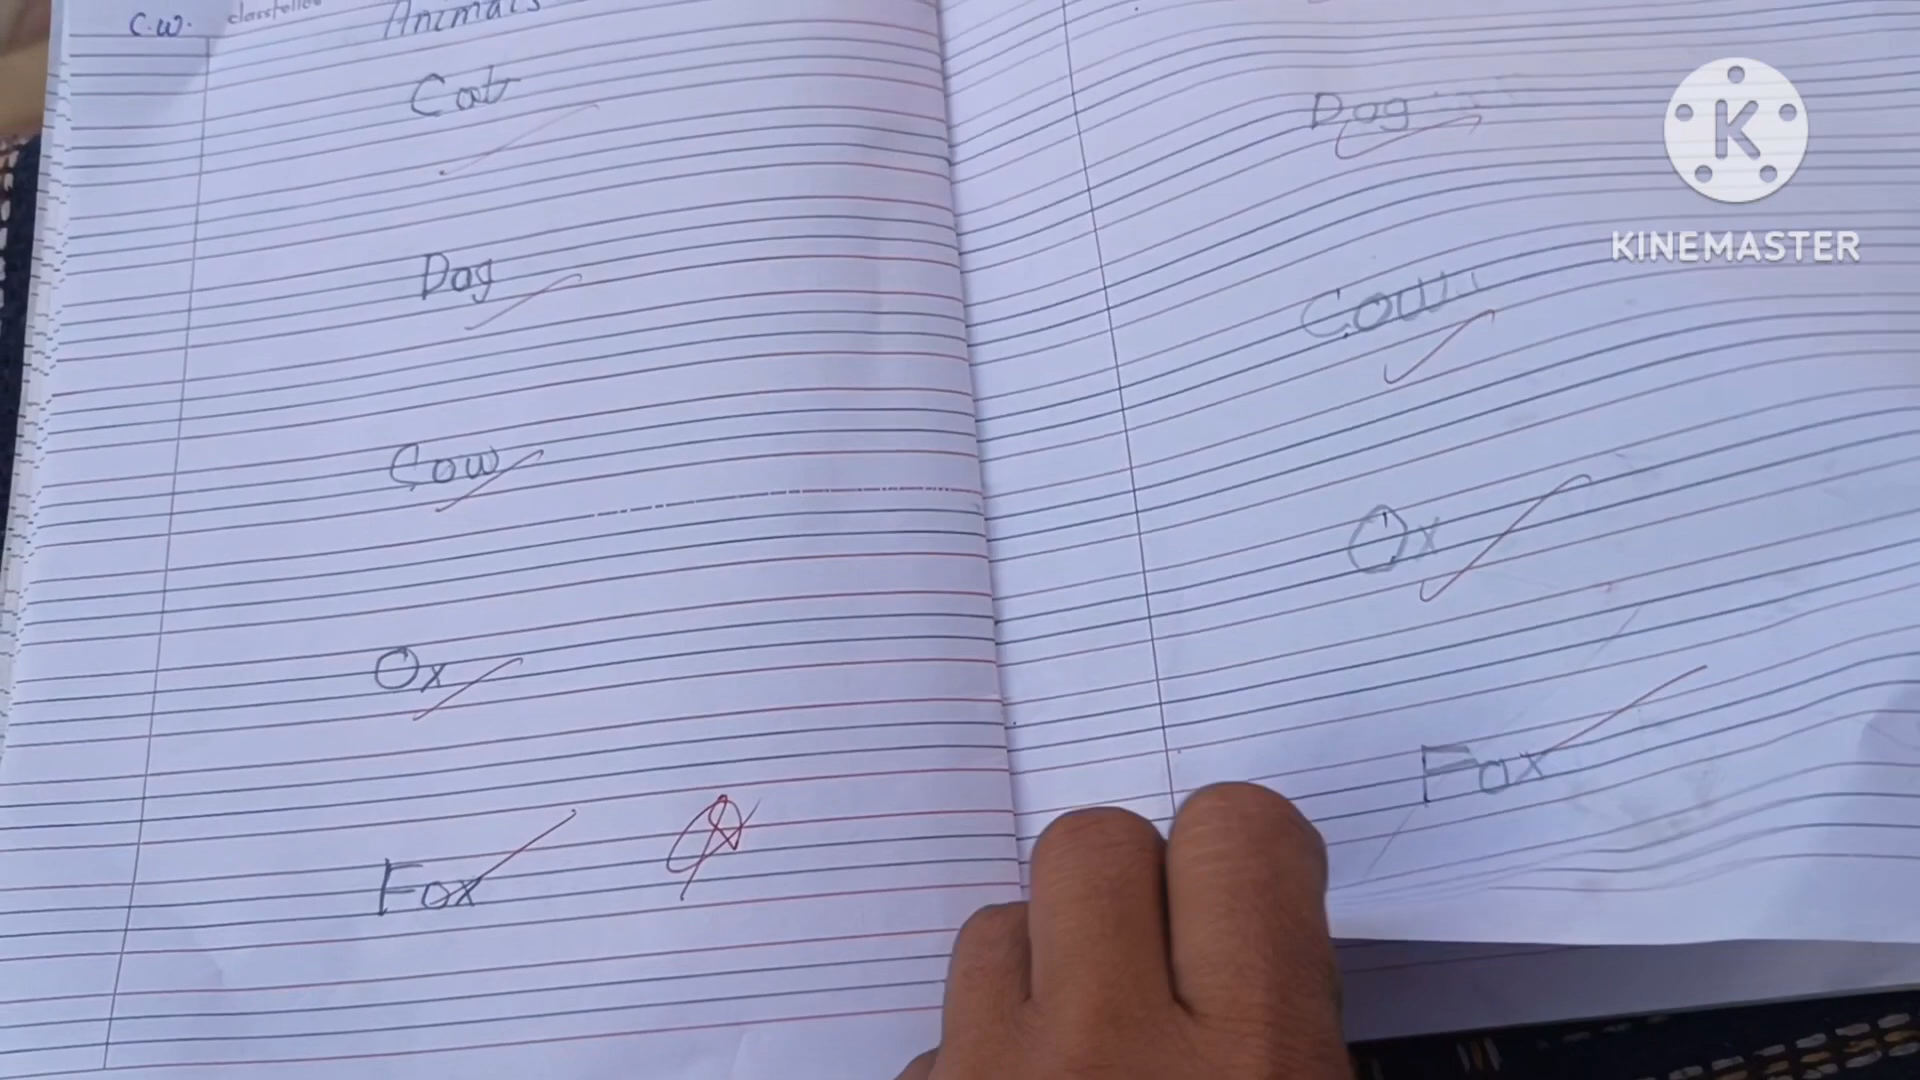 C.W.
Animals
Cat
Dog
Cow
Ox
Fox
Dog
Cow
Ox
Fox
KINEMASTER